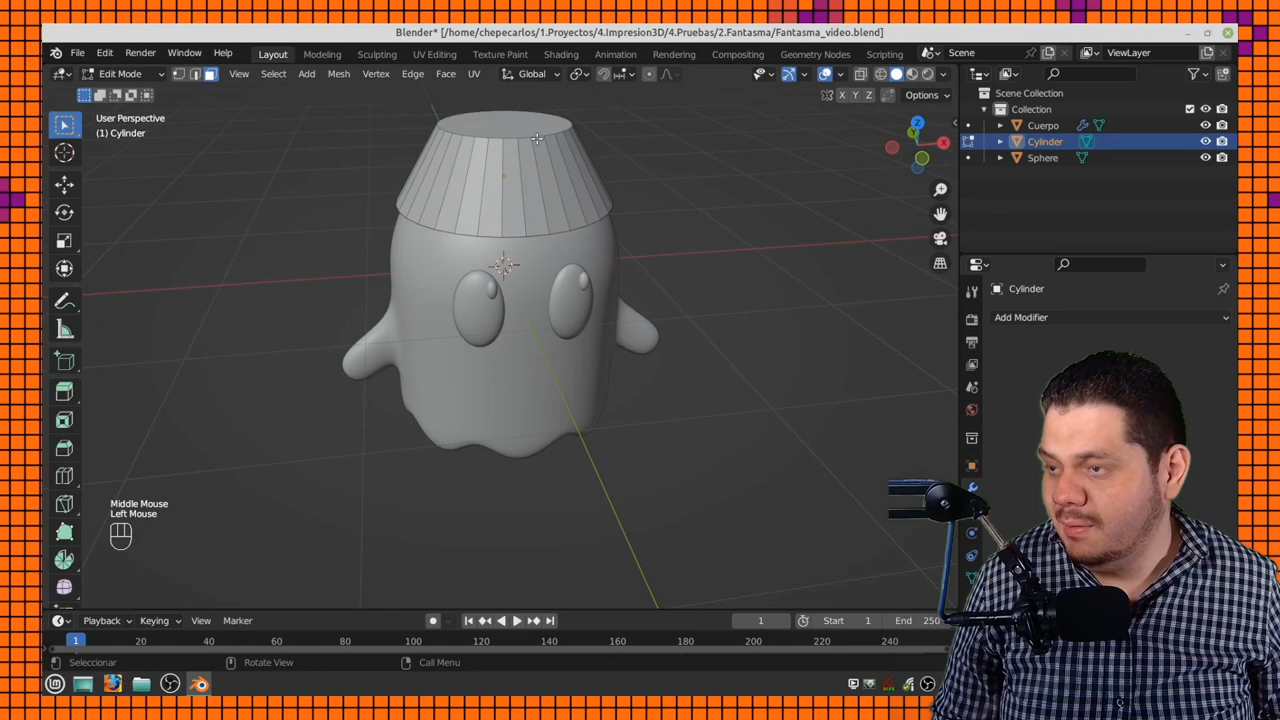 Blender* [/home/chepecarlos/1.Proyectos/4.Impresion3D/4.Pruebas/2.Fantasma/Fantasma_video.blend]
File Edit Render Window Help
Layout Modeling Sculpting UV Editing Texture Paint Shading Animation Rendering Compositing Geometry Nodes Scripting
Scene
ViewLayer
Edit Mode View Select Add Mesh Vertex Edge Face UV Global
X Y Z Options
User Perspective
(1) Cylinder
Scene Collection
Collection
Cuerpo
Cylinder
Sphere
Cylinder
Add Modifier
Middle Mouse
Left Mouse
Playback Keying View Marker 1 Start 1 End 250
1 20 40 60 80 100 120 140 160 180 200 220 240
Seleccionar Rotate View Call Menu